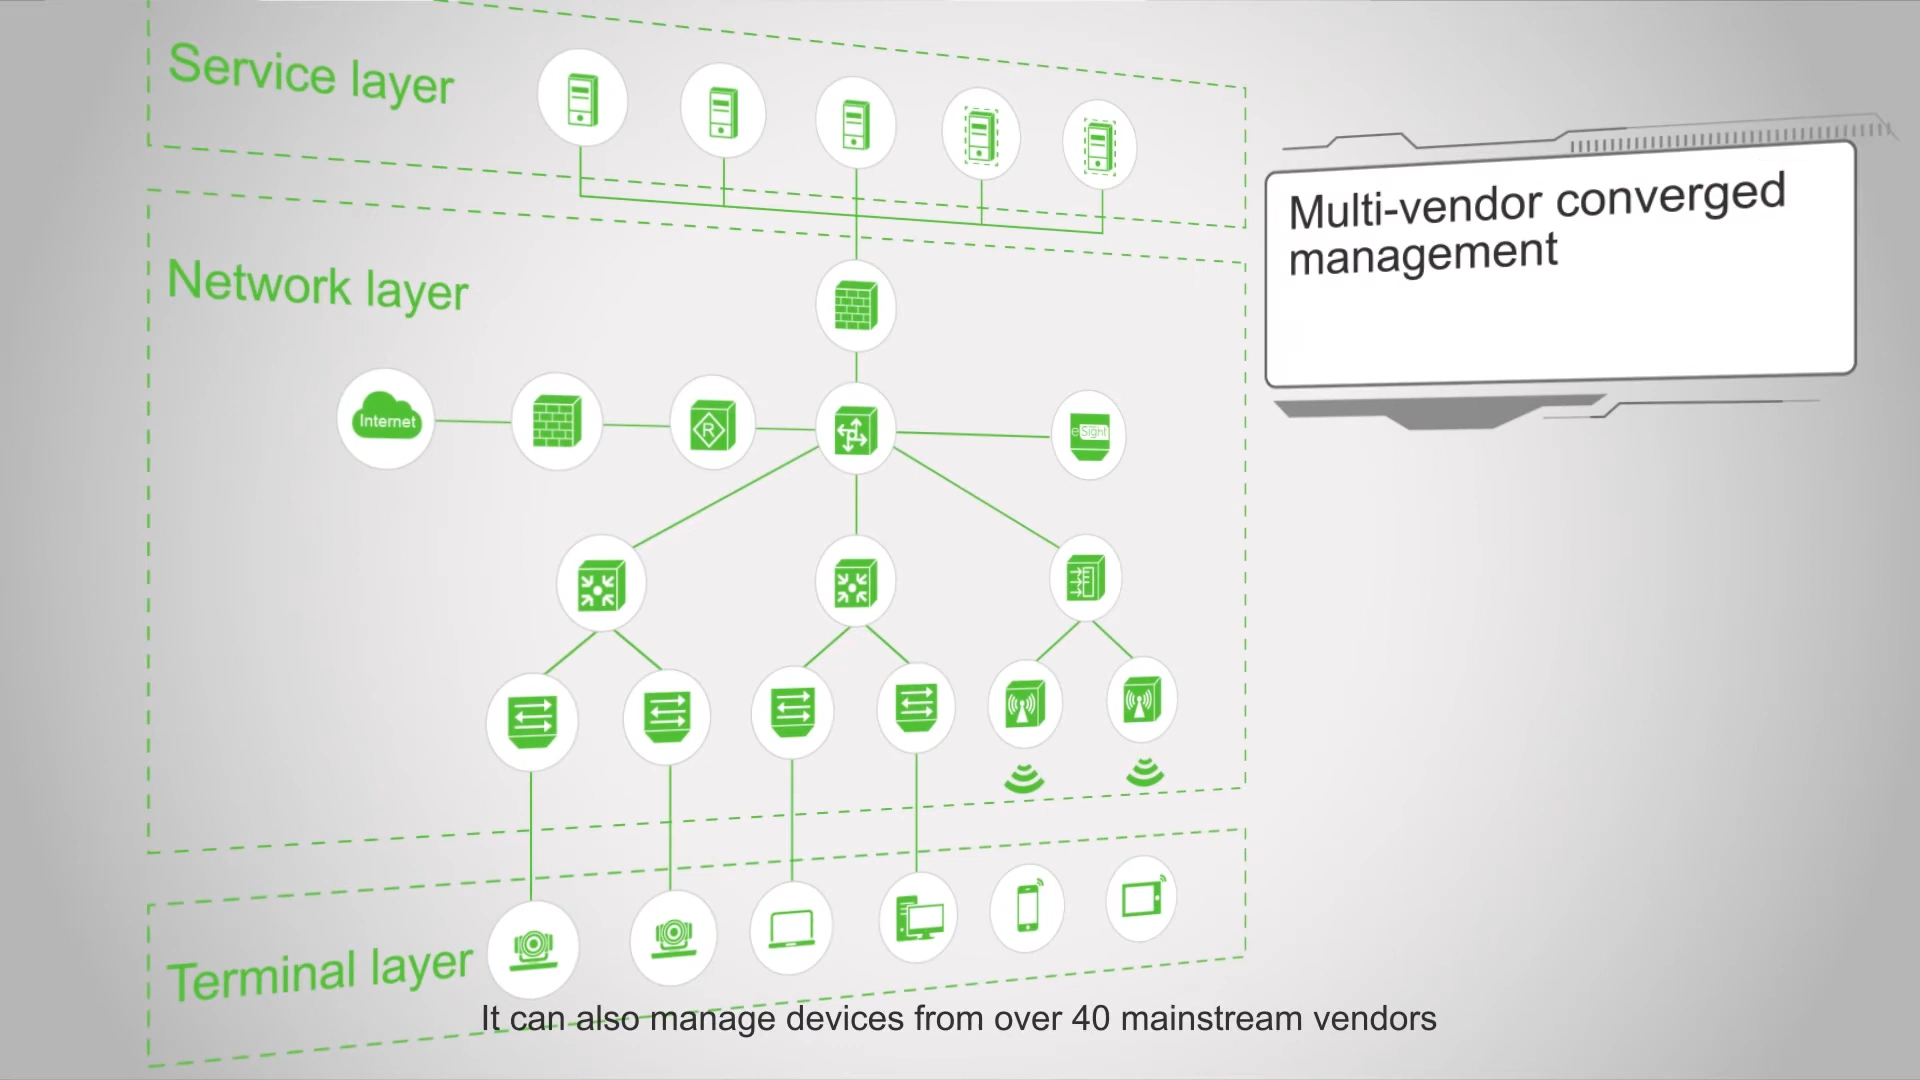 Service layer
Multi-vendor converged
management
Network layer
Internet
R
eSight
Terminal layer
It can also manage devices from over 40 mainstream vendors